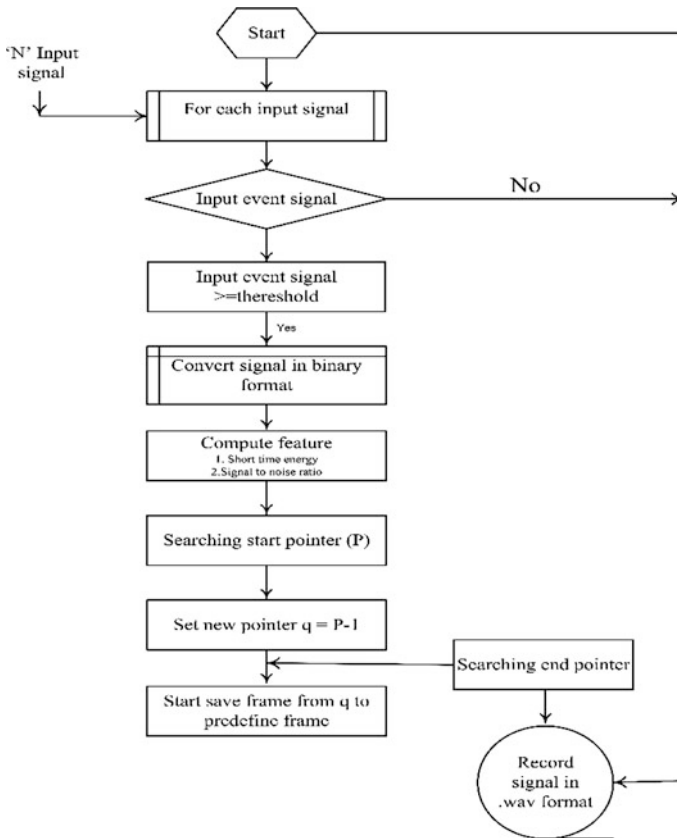 Start
'N' Input
signal
For each input signal
Input event signal
No
Input event signal
>=thereshold
Yes
Convert signal in binary
format
Compute feature
1. Short time energy
2.Signal to noise ratio
Searching start pointer (P)
Set new pointer q = P-1
Searching end pointer
Start save frame from q to
predefine frame
Record
signal in
.wav format